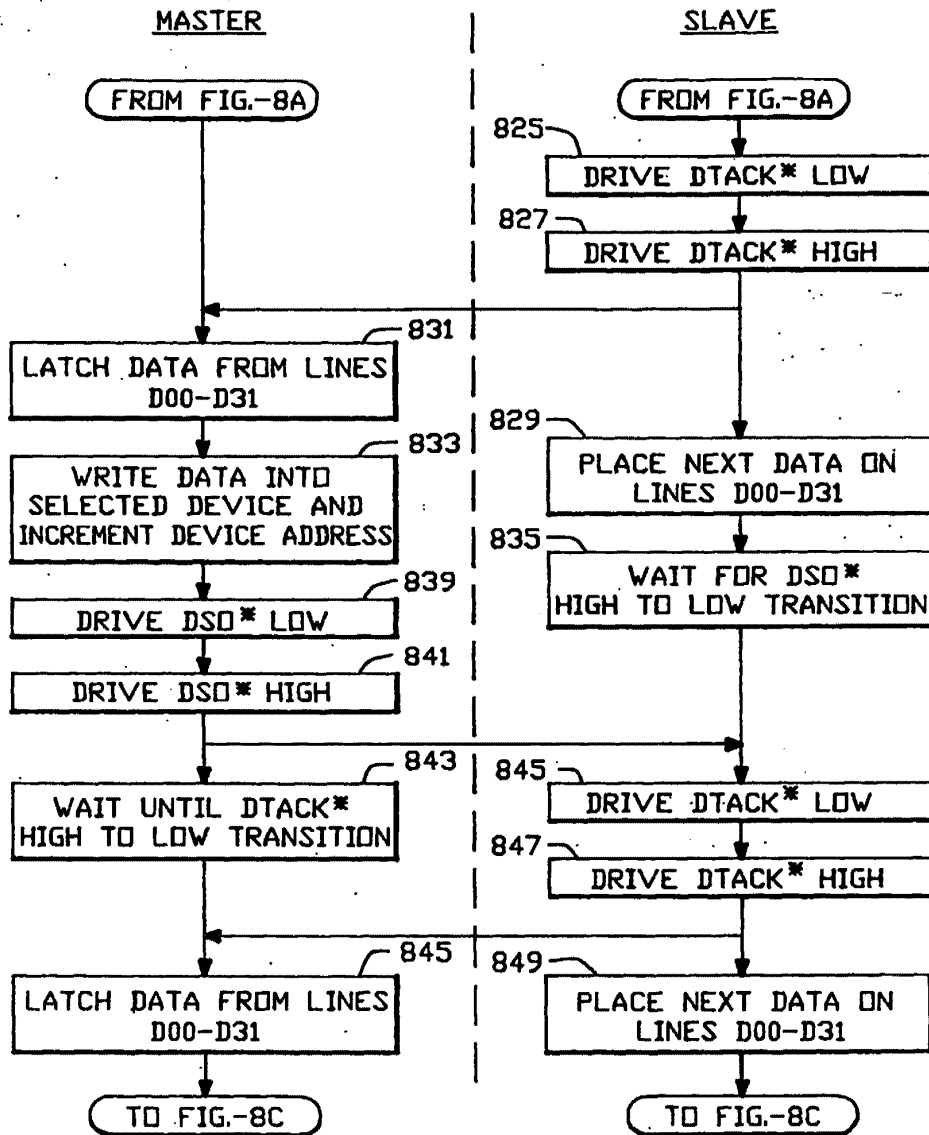 MASTER
SLAVE
FROM FIG.-8A
FROM FIG.-8A
825
DRIVE DTACK* LOW
827
DRIVE DTACK* HIGH
831
LATCH DATA FROM LINES
D00-D31
829
PLACE NEXT DATA ON
LINES D00-D31
833
WRITE DATA INTO
SELECTED DEVICE AND
INCREMENT DEVICE ADDRESS
835
WAIT FOR DSO*
HIGH TO LOW TRANSITION
839
DRIVE DSO* LOW
841
DRIVE DSO* HIGH
843
WAIT UNTIL DTACK*
HIGH TO LOW TRANSITION
845
DRIVE DTACK* LOW
847
DRIVE DTACK* HIGH
845
LATCH DATA FROM LINES
D00-D31
849
PLACE NEXT DATA ON
LINES D00-D31
TO FIG.-8C
TO FIG.-8C